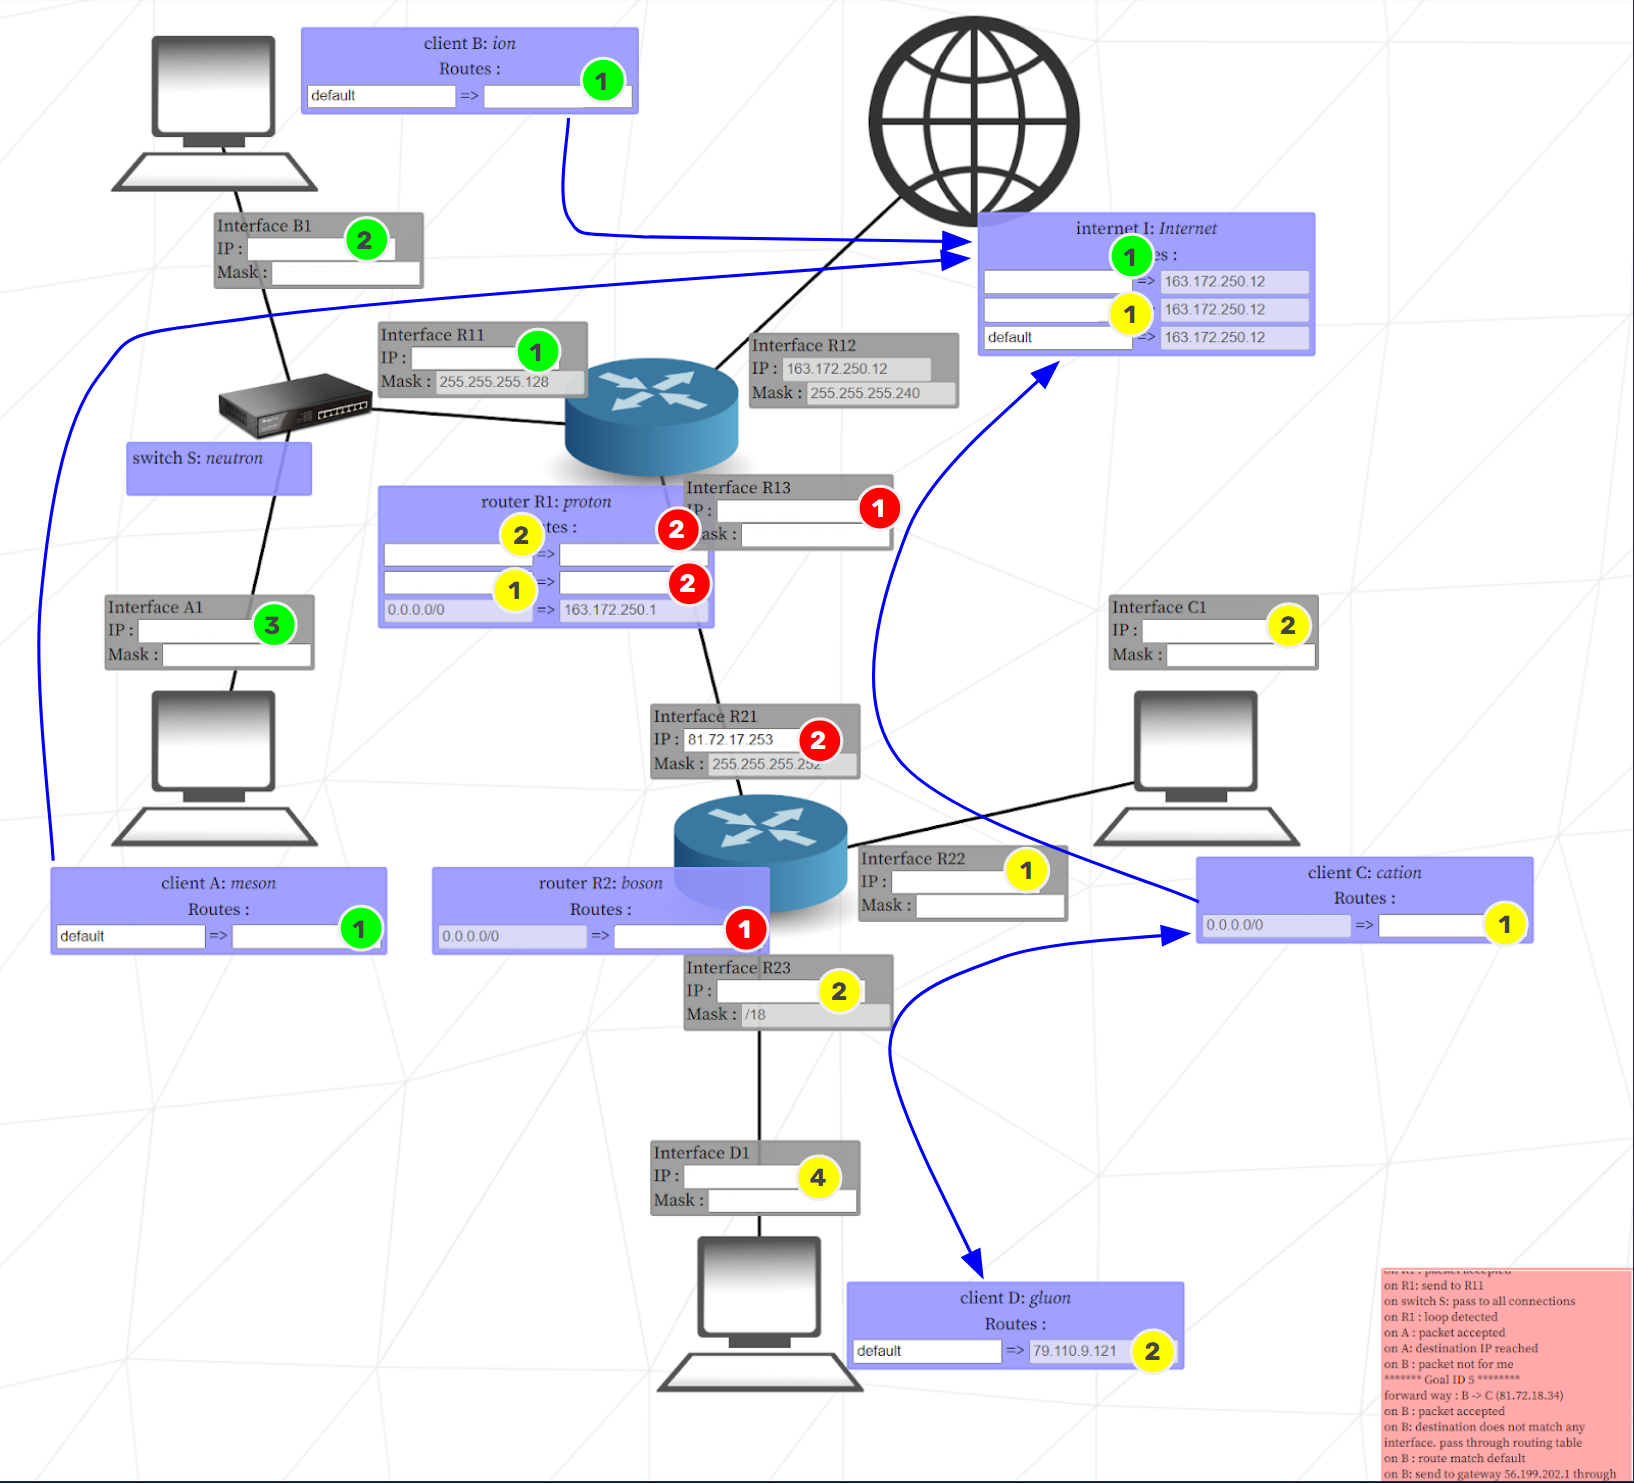 client B: ion
Routes :
1
default =>
Interface B1
2
IP :
Mask :
internet I: Internet
1 es :
=> 163.172.250.12
1 163.172.250.12
default => 163.172.250.12
Interface R11
IP : 1
Mask : 255.255.255.128
Interface R12
IP : 163.172.250.12
Mask : 255.255.255.240
switch S: neutron
Interface R13
IP : 1
ask :
router R1: proton
2 tes : 2
=>
1 => 2
0.0.0.0/0 => 163.172.250.1
Interface A1
IP : 3
Mask :
Interface C1
IP : 2
Mask :
Interface R21
IP : 81.72.17.253 2
Mask : 255.255.255.252
Interface R22
IP : 1
Mask :
client A: meson
Routes :
default => 1
router R2: boson
Routes :
0.0.0.0/0 => 1
client C: cation
Routes :
0.0.0.0/0 => 1
Interface R23
IP : 2
Mask : /18
Interface D1
IP : 4
Mask :
client D: gluon
Routes :
default => 79.110.9.121 2
on R1 : packet accepted
on R1: send to R11
on switch S: pass to all connections
on R1 : loop detected
on A : packet accepted
on A: destination IP reached
on B : packet not for me
******* Goal ID 5 ********
forward way : B -> C (81.72.18.34)
on B : packet accepted
on B: destination does not match any
interface. pass through routing table
on B : route match default
on B: send to gateway 56.199.202.1 through